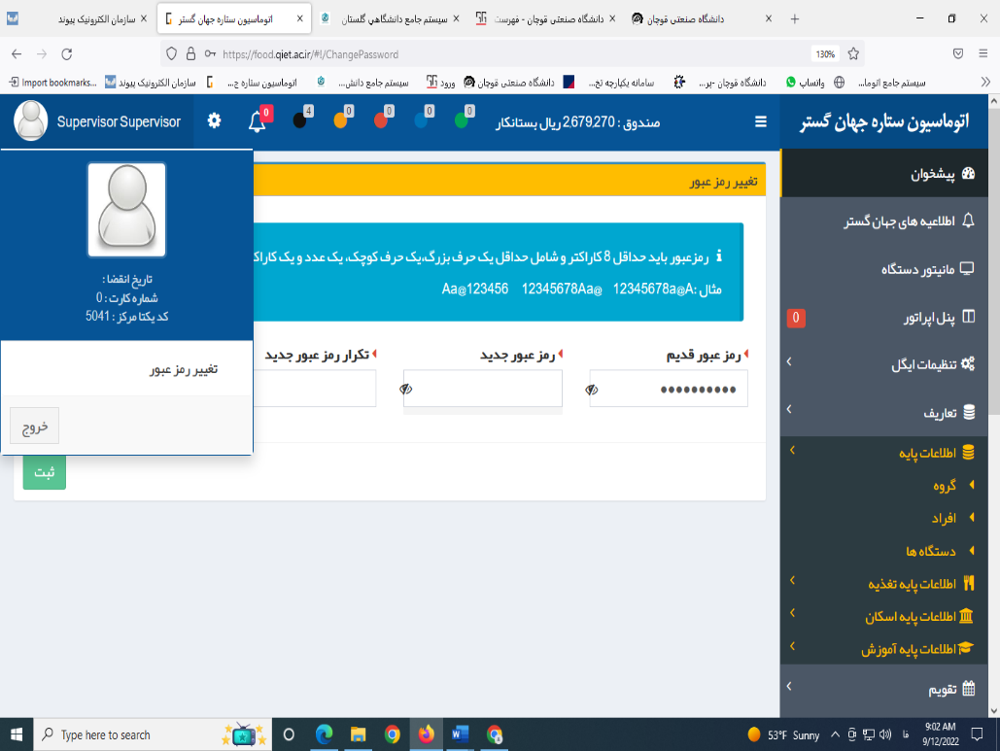 سازمان الکترونیک پیوند
اتوماسیون ستاره جهان گستر
سیستم جامع دانشگاهي گلستان
دانشگاه صنعتی قوچان - فهرست
دانشگاه صنعتی قوچان
https://food.qiet.ac.ir/#!/ChangePassword
130%
Import bookmarks...
سازمان الکترونیک پیوند
اتوماسیون ستاره ج...
سیستم جامع دانش...
ورود
دانشگاه صنعتی قوچان
سامانه یکپارچه تخ...
دانشگاه قوچان -پر...
واتساپ
سیستم جامع اتوما...
Supervisor Supervisor
0
4
0
0
0
0
صندوق : 2,679,270 ریال بستانکار
اتوماسیون ستاره جهان گستر
تاریخ انقضا :
شماره کارت : 0
کد یکتا مرکز : 5041
تغییر رمز عبور
خروج
تغییر رمز عبور
رمزعبور باید حداقل 8 کاراکتر و شامل حداقل یک حرف بزرگ،یک حرف کوچک، یک عدد و یک کاراک
مثال :12345678a@A 12345678Aa@ Aa@123456
رمز عبور قدیم
رمز عبور جدید
تکرار رمز عبور جدید
ثبت
پیشخوان
اطلاعیه های جهان گستر
مانیتور دستگاه
پنل اپراتور
0
تنظیمات ایگل
تعاریف
اطلاعات پایه
گروه
افراد
دستگاه ها
اطلاعات پایه تغذیه
اطلاعات پایه اسکان
اطلاعات پایه آموزش
تقویم
Type here to search
53°F Sunny
فا
9:02 AM
9/12/2022